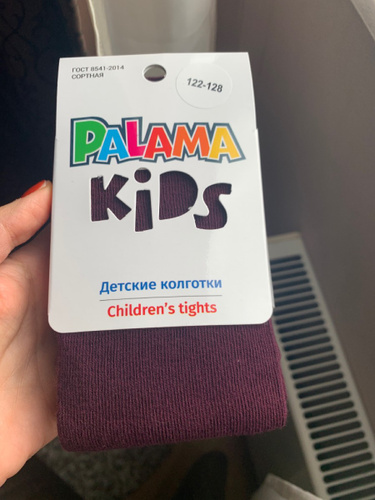 ГОСТ 8541-2014
СОРТНАЯ
122-128
PALAMA
KiDS
Детские колготки
Children's tights